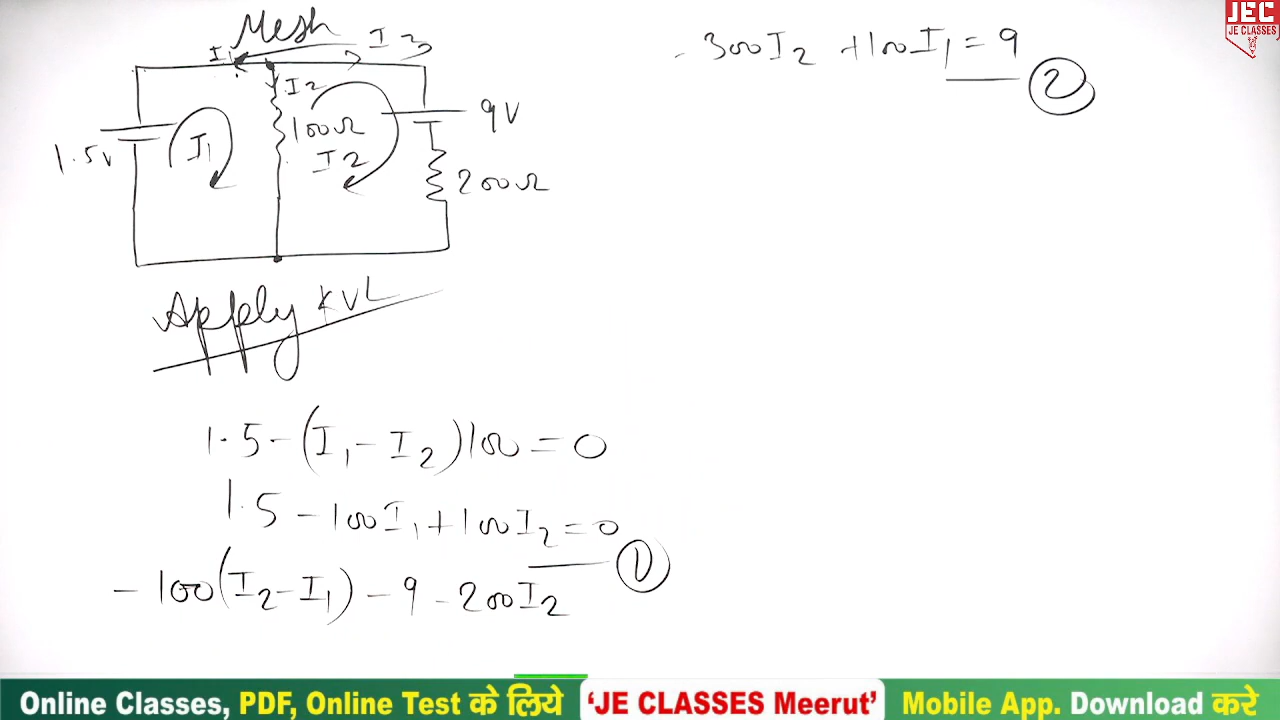 Mesh
I1 I3
I2
100Ω
9V
1.5v
I1
I2
200Ω
Apply KVL
1.5 - (I1 - I2)100 = 0
1.5 - 100I1 + 100I2 = 0
1
- 100(I2 - I1) - 9 - 200I2
- 300I2 + 100I1 = 9
2
JEC
JE CLASSES
Online Classes, PDF, Online Test के लिये 'JE CLASSES Meerut' Mobile App. Download करे